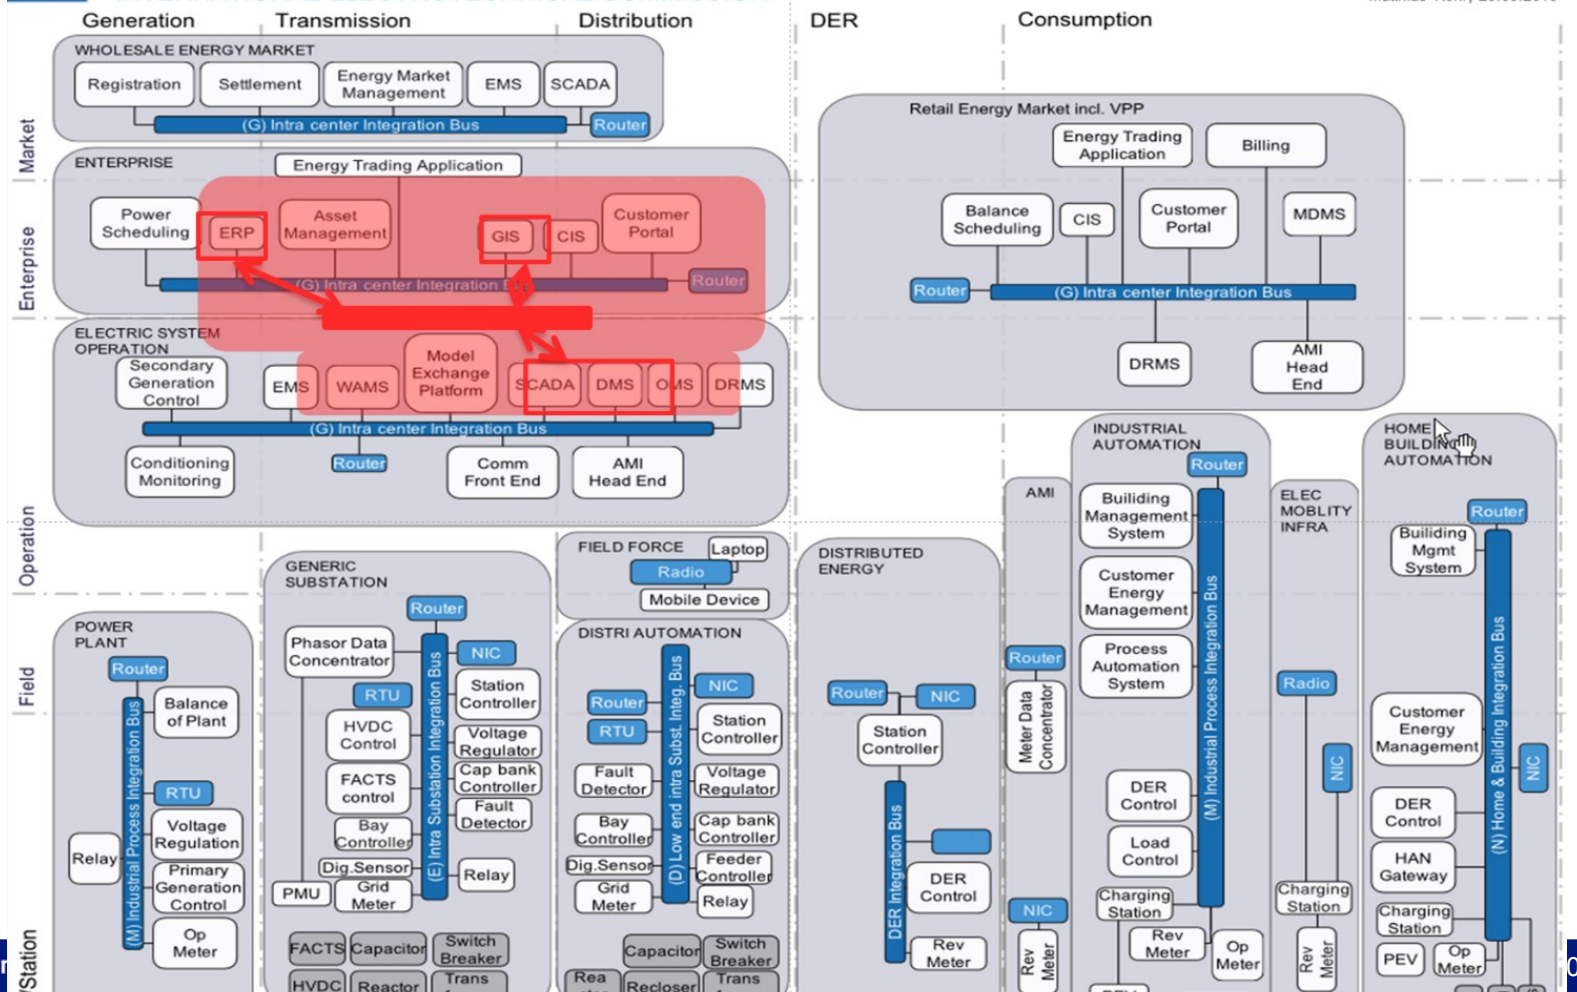 Generation
Transmission
Distribution
DER
Consumption
Market
Enterprise
Operation
Field
/Station
WHOLESALE ENERGY MARKET
Registration
Settlement
Energy Market
Management
EMS
SCADA
(G) Intra center Integration Bus
Router
ENTERPRISE
Energy Trading Application
Power
Scheduling
ERP
Asset
Management
GIS
CIS
Customer
Portal
(G) Intra center Integration
Router
ELECTRIC SYSTEM
OPERATION
Secondary
Generation
Control
EMS
WAMS
Model
Exchange
Platform
SCADA
DMS
OMS
DRMS
(G) Intra center Integration Bus
Conditioning
Monitoring
Router
Comm
Front End
AMI
Head End
Retail Energy Market incl. VPP
Energy Trading
Application
Billing
Balance
Scheduling
CIS
Customer
Portal
MDMS
Router
(G) Intra center Integration Bus
DRMS
AMI
Head
End
POWER
PLANT
Router
(M) Industrial Process Integration Bus
Balance
of Plant
RTU
Voltage
Regulation
Relay
Primary
Generation
Control
Op
Meter
GENERIC
SUBSTATION
Router
Phasor Data
Concentrator
NIC
RTU
(E) Intra Substation Integration Bus
Station
Controller
HVDC
Control
Voltage
Regulator
FACTS
control
Cap bank
Controller
Fault
Detector
Bay
Controller
Dig.Sensor
Relay
PMU
Grid
Meter
FACTS
Capacitor
Switch
Breaker
HVDC
Reactor
Trans
FIELD FORCE
Laptop
Radio
Mobile Device
DISTRI AUTOMATION
(D) Low end intra Subst. Integ. Bus
NIC
Router
RTU
Station
Controller
Fault
Detector
Voltage
Regulator
Bay
Controller
Cap bank
Controller
Dig.Sensor
Feeder
Controller
Grid
Meter
Relay
Capacitor
Switch
Breaker
Rea
Recloser
Trans
DISTRIBUTED
ENERGY
Router
NIC
Station
Controller
DER Integration Bus
DER
Control
Rev
Meter
AMI
Router
Meter Data
Concentrator
NIC
Rev
Meter
INDUSTRIAL
AUTOMATION
Router
Builiding
Management
System
Customer
Energy
Management
Process
Automation
System
(M) Industrial Process Integration Bus
DER
Control
Load
Control
Charging
Station
Rev
Meter
Op
Meter
ELEC
MOBLITY
INFRA
Radio
NIC
Charging
Station
Rev
Meter
HOME
AUTOMATION
Router
Builiding
Mgmt
System
(N) Home & Building Integration Bus
Customer
Energy
Management
NIC
DER
Control
HAN
Gateway
Charging
Station
PEV
Op
Meter